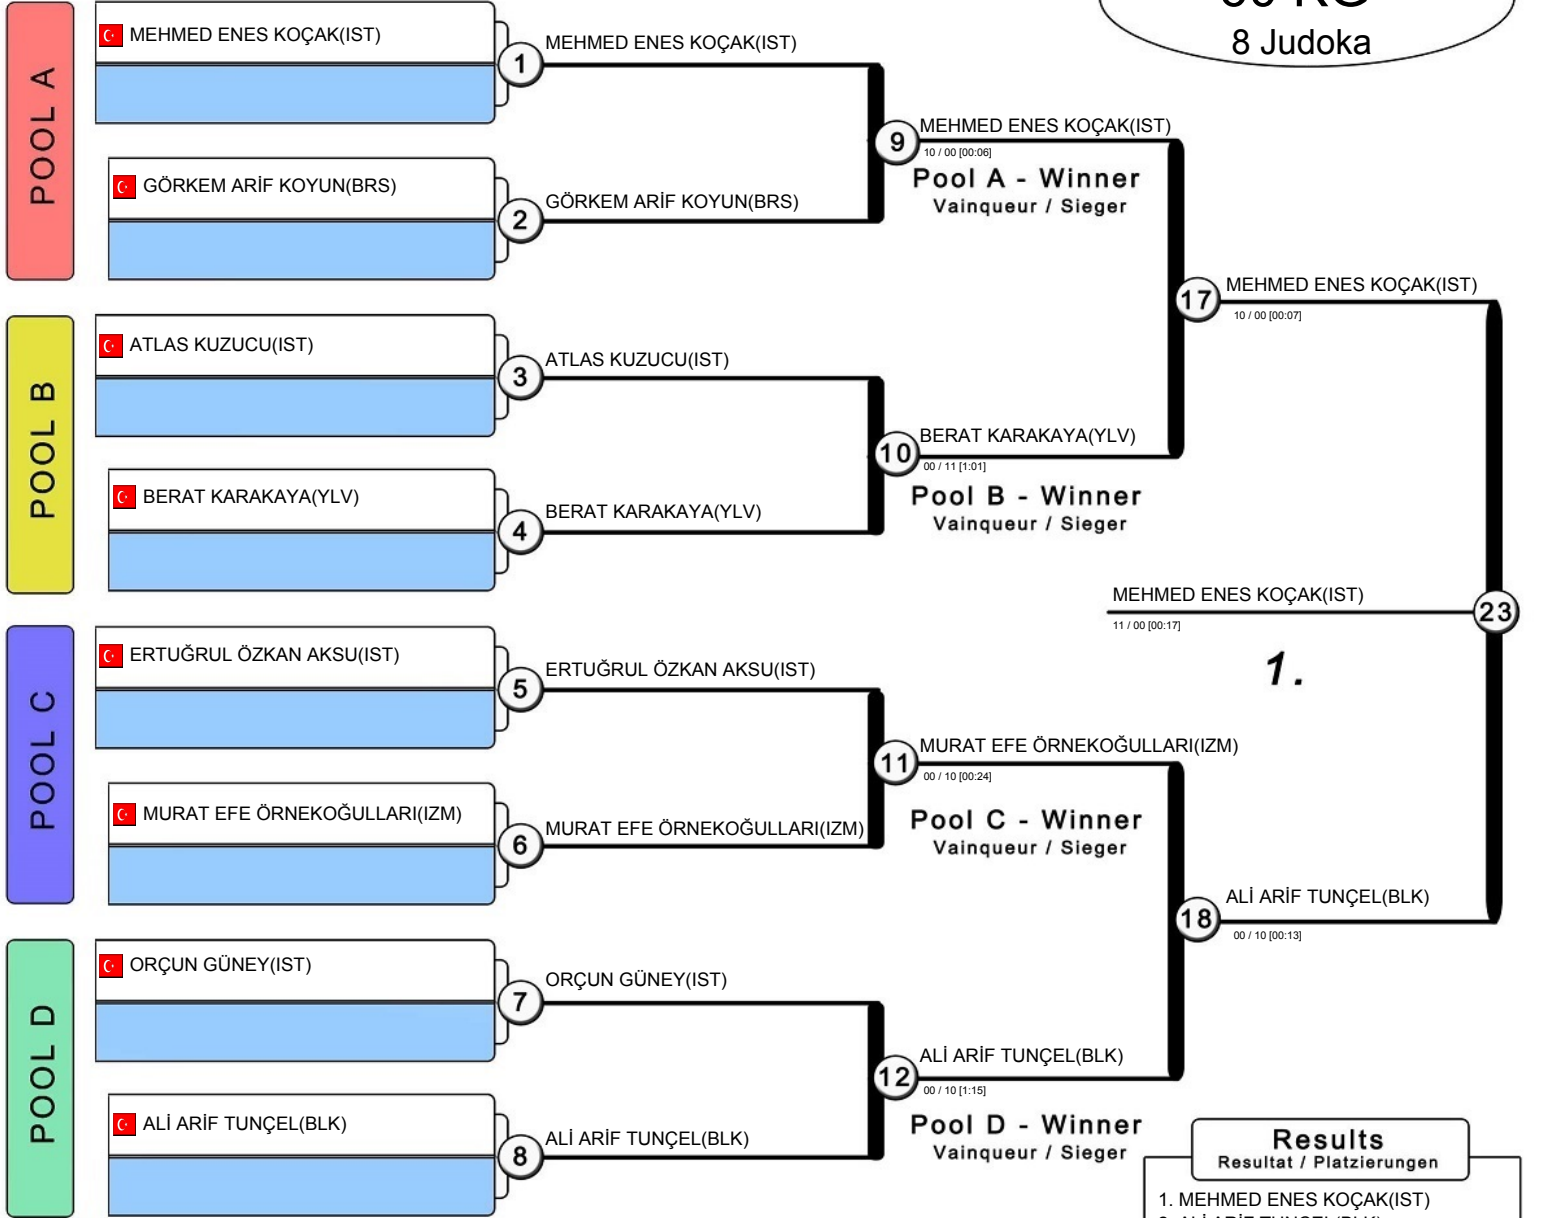 8 Judoka
POOL A
MEHMED ENES KOÇAK(IST)
1
MEHMED ENES KOÇAK(IST)
GÖRKEM ARİF KOYUN(BRS)
2
GÖRKEM ARİF KOYUN(BRS)
9
MEHMED ENES KOÇAK(IST)
10 / 00 [00:06]
Pool A - Winner
Vainqueur / Sieger
POOL B
ATLAS KUZUCU(IST)
3
ATLAS KUZUCU(IST)
BERAT KARAKAYA(YLV)
4
BERAT KARAKAYA(YLV)
10
BERAT KARAKAYA(YLV)
00 / 11 [1:01]
Pool B - Winner
Vainqueur / Sieger
17
MEHMED ENES KOÇAK(IST)
10 / 00 [00:07]
MEHMED ENES KOÇAK(IST)
11 / 00 [00:17]
23
1.
POOL C
ERTUĞRUL ÖZKAN AKSU(IST)
5
ERTUĞRUL ÖZKAN AKSU(IST)
MURAT EFE ÖRNEKOĞULLARI(IZM)
6
MURAT EFE ÖRNEKOĞULLARI(IZM)
11
MURAT EFE ÖRNEKOĞULLARI(IZM)
00 / 10 [00:24]
Pool C - Winner
Vainqueur / Sieger
18
ALİ ARİF TUNÇEL(BLK)
00 / 10 [00:13]
POOL D
ORÇUN GÜNEY(IST)
7
ORÇUN GÜNEY(IST)
ALİ ARİF TUNÇEL(BLK)
8
ALİ ARİF TUNÇEL(BLK)
12
ALİ ARİF TUNÇEL(BLK)
00 / 10 [1:15]
Pool D - Winner
Vainqueur / Sieger
Results
Resultat / Platzierungen
1. MEHMED ENES KOÇAK(IST)